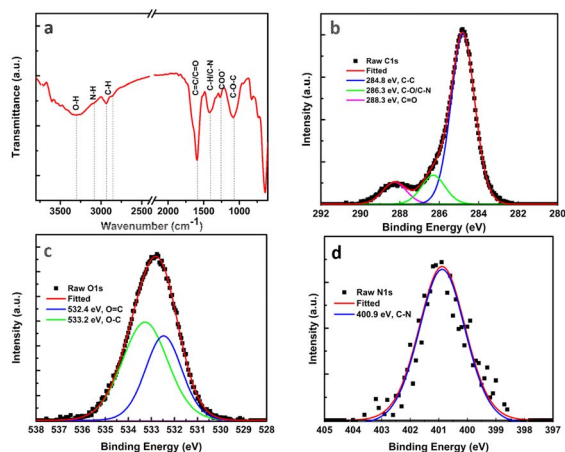 a
Transmittance (a.u.)
O-H
N-H
C-H
C=C/C=O
C-H/C-N
COO-
C-O-C
3500 3000 2000 1500 1000
Wavenumber (cm-1)
b
Raw C1s
Fitted
284.8 eV, C-C
286.3 eV, C-O/C-N
288.3 eV, C=O
Intensity (a.u.)
292 290 288 286 284 282 280
Binding Energy (eV)
c
Raw O1s
Fitted
532.4 eV, O=C
533.2 eV, O-C
Intensity (a.u.)
538 537 536 535 534 533 532 531 530 529 528
Binding Energy (eV)
d
Raw N1s
Fitted
400.9 eV, C-N
Intensity (a.u.)
405 404 403 402 401 400 399 398 397
Binding Energy (eV)